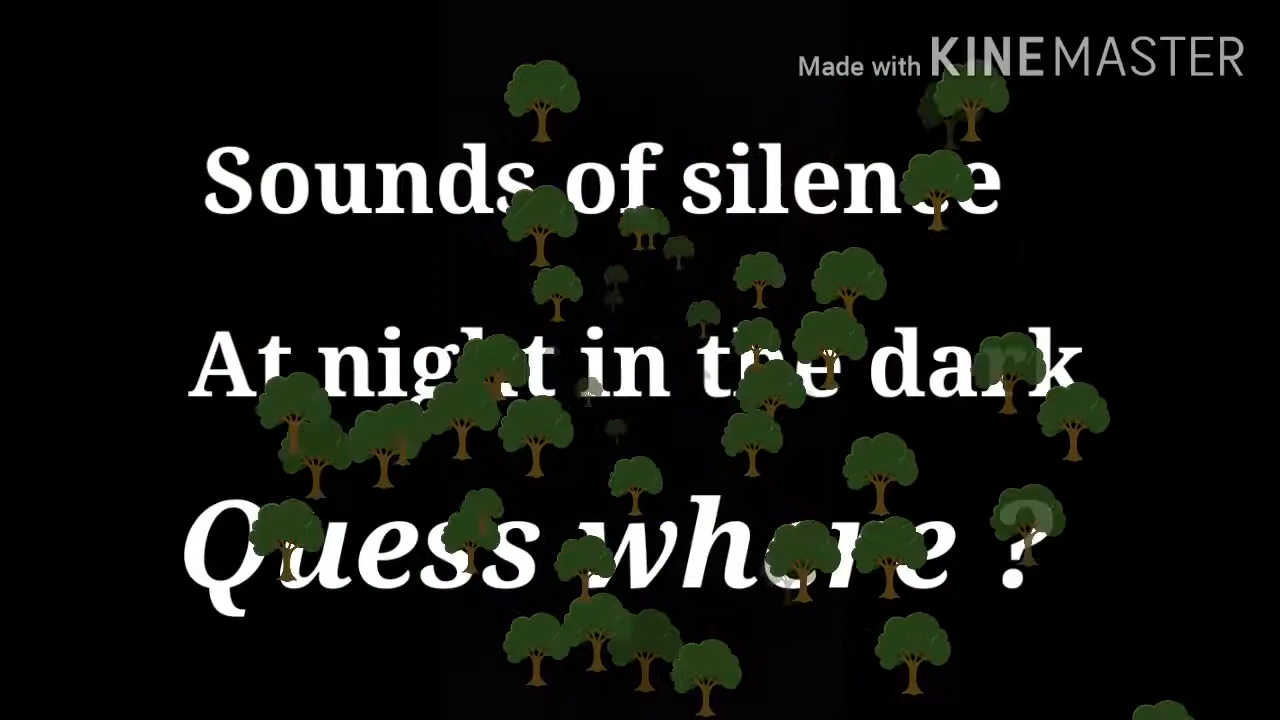 Made with KINEMASTER
Sounds of silence
At night in the dark
Quess where ?